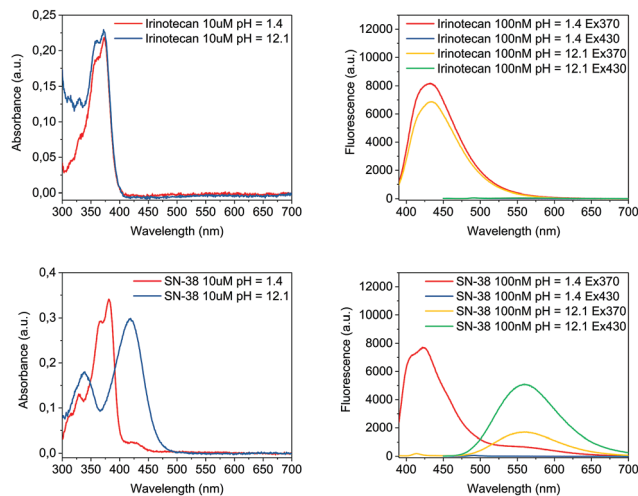 Irinotecan 10uM pH = 1.4
Irinotecan 10uM pH = 12.1
0,25
0,20
0,15
0,10
0,05
0,00
Absorbance (a.u.)
300 350 400 450 500 550 600 650 700
Wavelength (nm)
Irinotecan 100nM pH = 1.4 Ex370
Irinotecan 100nM pH = 1.4 Ex430
Irinotecan 100nM pH = 12.1 Ex370
Irinotecan 100nM pH = 12.1 Ex430
12000
10000
8000
6000
4000
2000
0
Fluorescence (a.u.)
400 450 500 550 600 650 700
Wavelength (nm)
SN-38 10uM pH = 1.4
SN-38 10uM pH = 12.1
0,4
0,3
0,2
0,1
0,0
Absorbance (a.u.)
300 350 400 450 500 550 600 650 700
Wavelength (nm)
SN-38 100nM pH = 1.4 Ex370
SN-38 100nM pH = 1.4 Ex430
SN-38 100nM pH = 12.1 Ex370
SN-38 100nM pH = 12.1 Ex430
12000
10000
8000
6000
4000
2000
0
Fluorescence (a.u.)
400 450 500 550 600 650 700
Wavelength (nm)